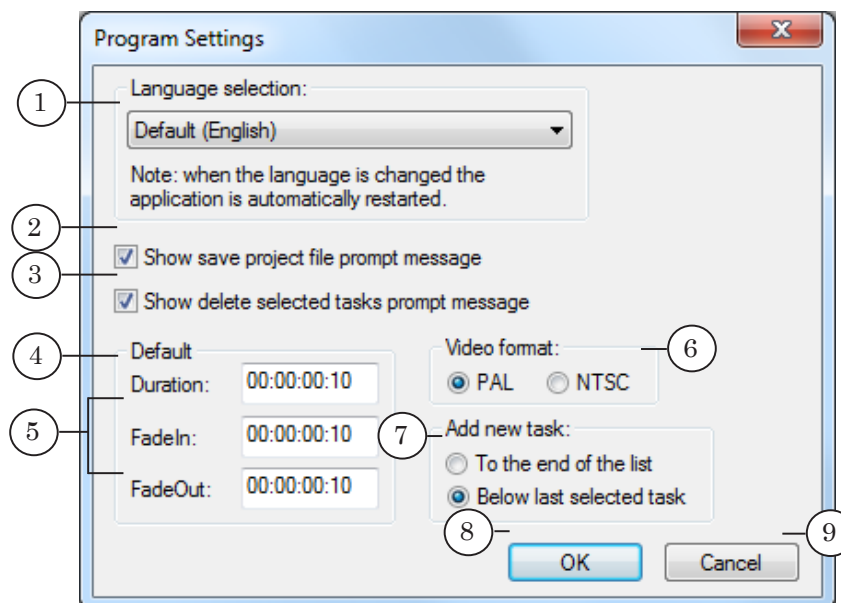 Program Settings
X
1
Language selection:
Default (English)
Note: when the language is changed the
application is automatically restarted.
2
Show save project file prompt message
3
Show delete selected tasks prompt message
4
Default
Duration: 00:00:00:10
5
FadeIn: 00:00:00:10
FadeOut: 00:00:00:10
6
Video format:
PAL NTSC
7
Add new task:
To the end of the list
Below last selected task
8
9
OK Cancel